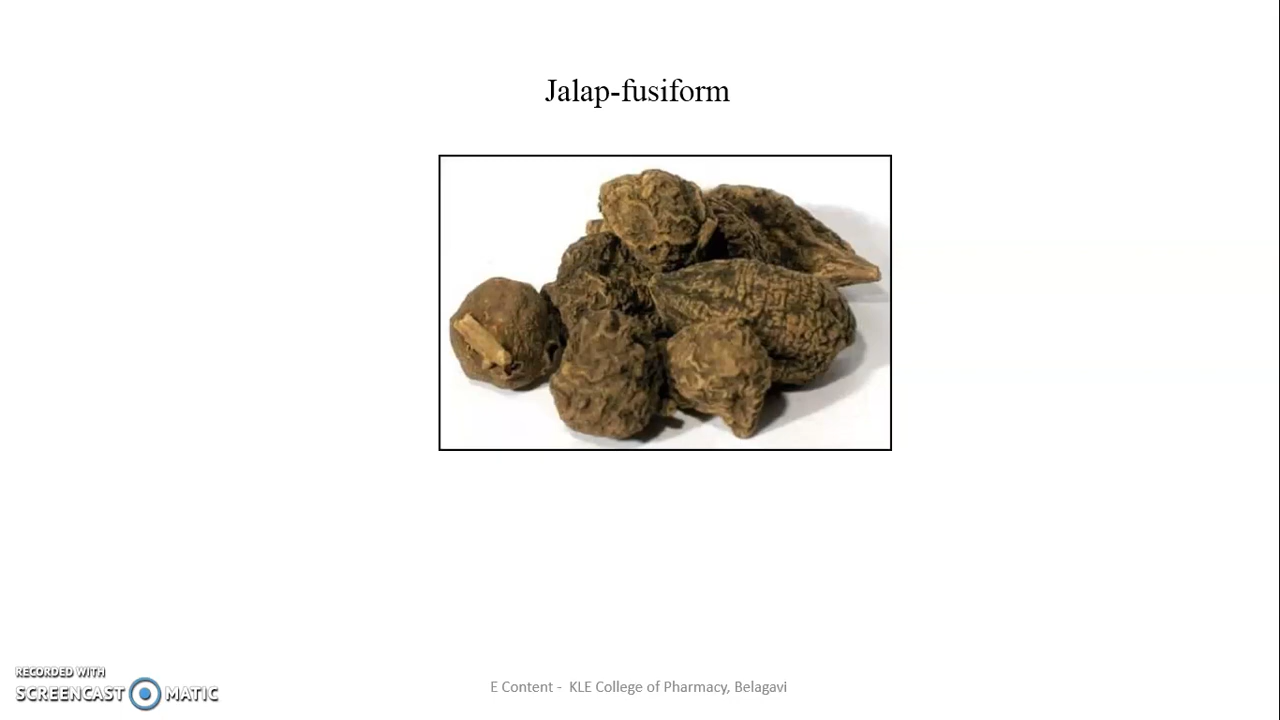 Jalap-fusiform
RECORDED WITH
SCREENCAST MATIC
E Content - KLE College of Pharmacy, Belagavi